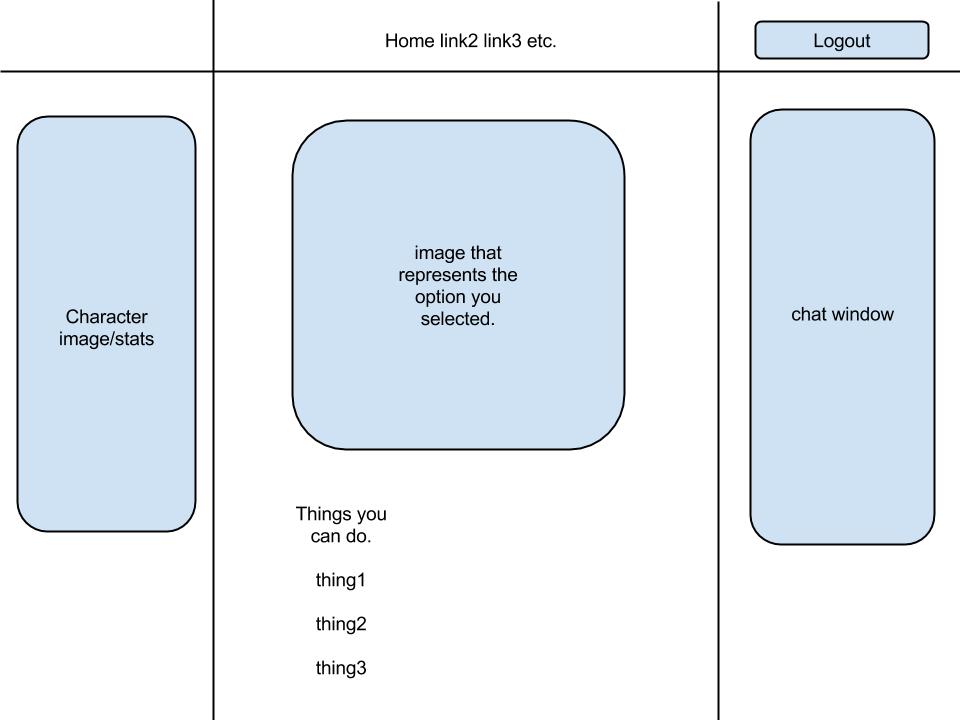 Home link2 link3 etc.
Logout
Character
image/stats
image that
represents the
option you
selected.
chat window
Things you
can do.
thing1
thing2
thing3